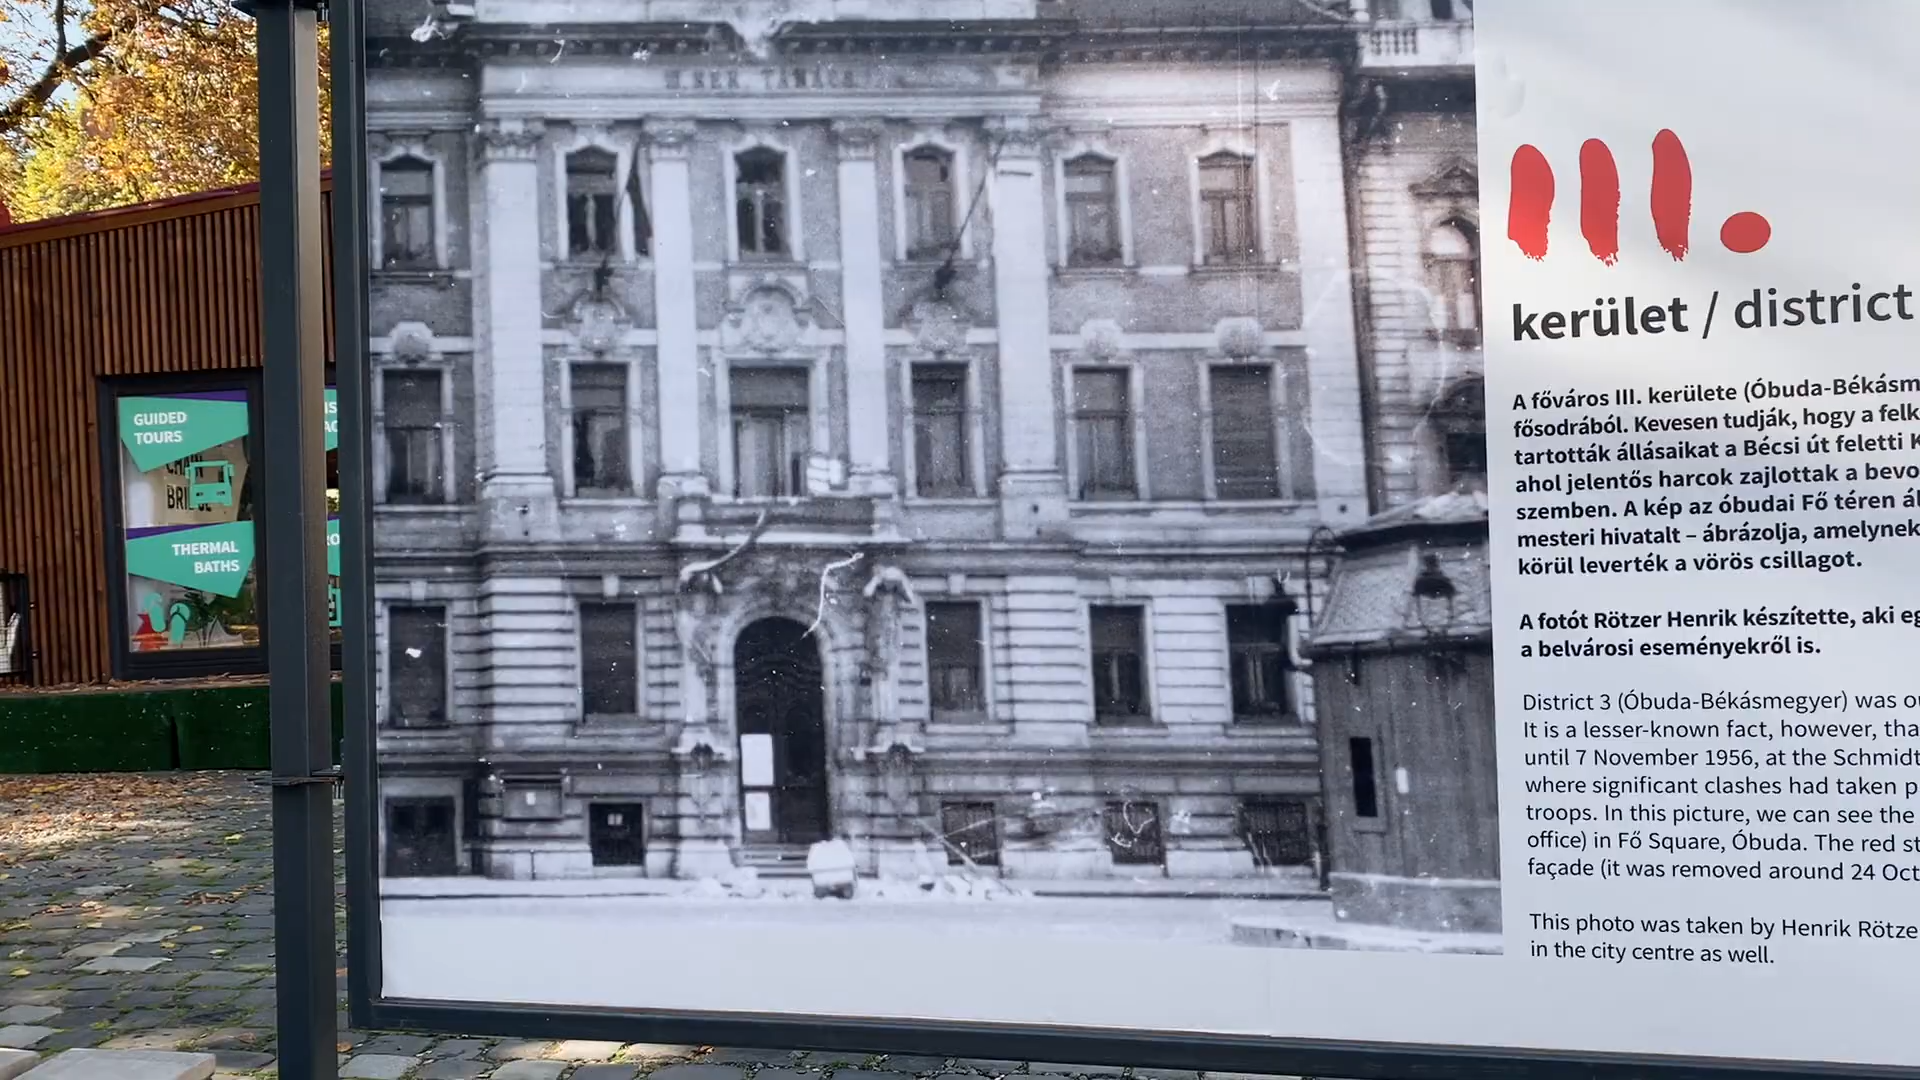 III.
kerület / district
A főváros III. kerülete (Óbuda-Békásm
fősodrából. Kevesen tudják, hogy a felk
tartották állásaikat a Bécsi út feletti K
ahol jelentős harcok zajlottak a bevo
szemben. A kép az óbudai Fő téren ál
mesteri hivatalt – ábrázolja, amelynek
körül leverték a vörös csillagot.
A fotót Rötzer Henrik készítette, aki eg
a belvárosi eseményekről is.
District 3 (Óbuda-Békásmegyer) was o
It is a lesser-known fact, however, tha
until 7 November 1956, at the Schmidt
where significant clashes had taken p
troops. In this picture, we can see the
office) in Fő Square, Óbuda. The red st
façade (it was removed around 24 Oct
This photo was taken by Henrik Rötze
in the city centre as well.
GUIDED
TOURS
THERMAL
BATHS